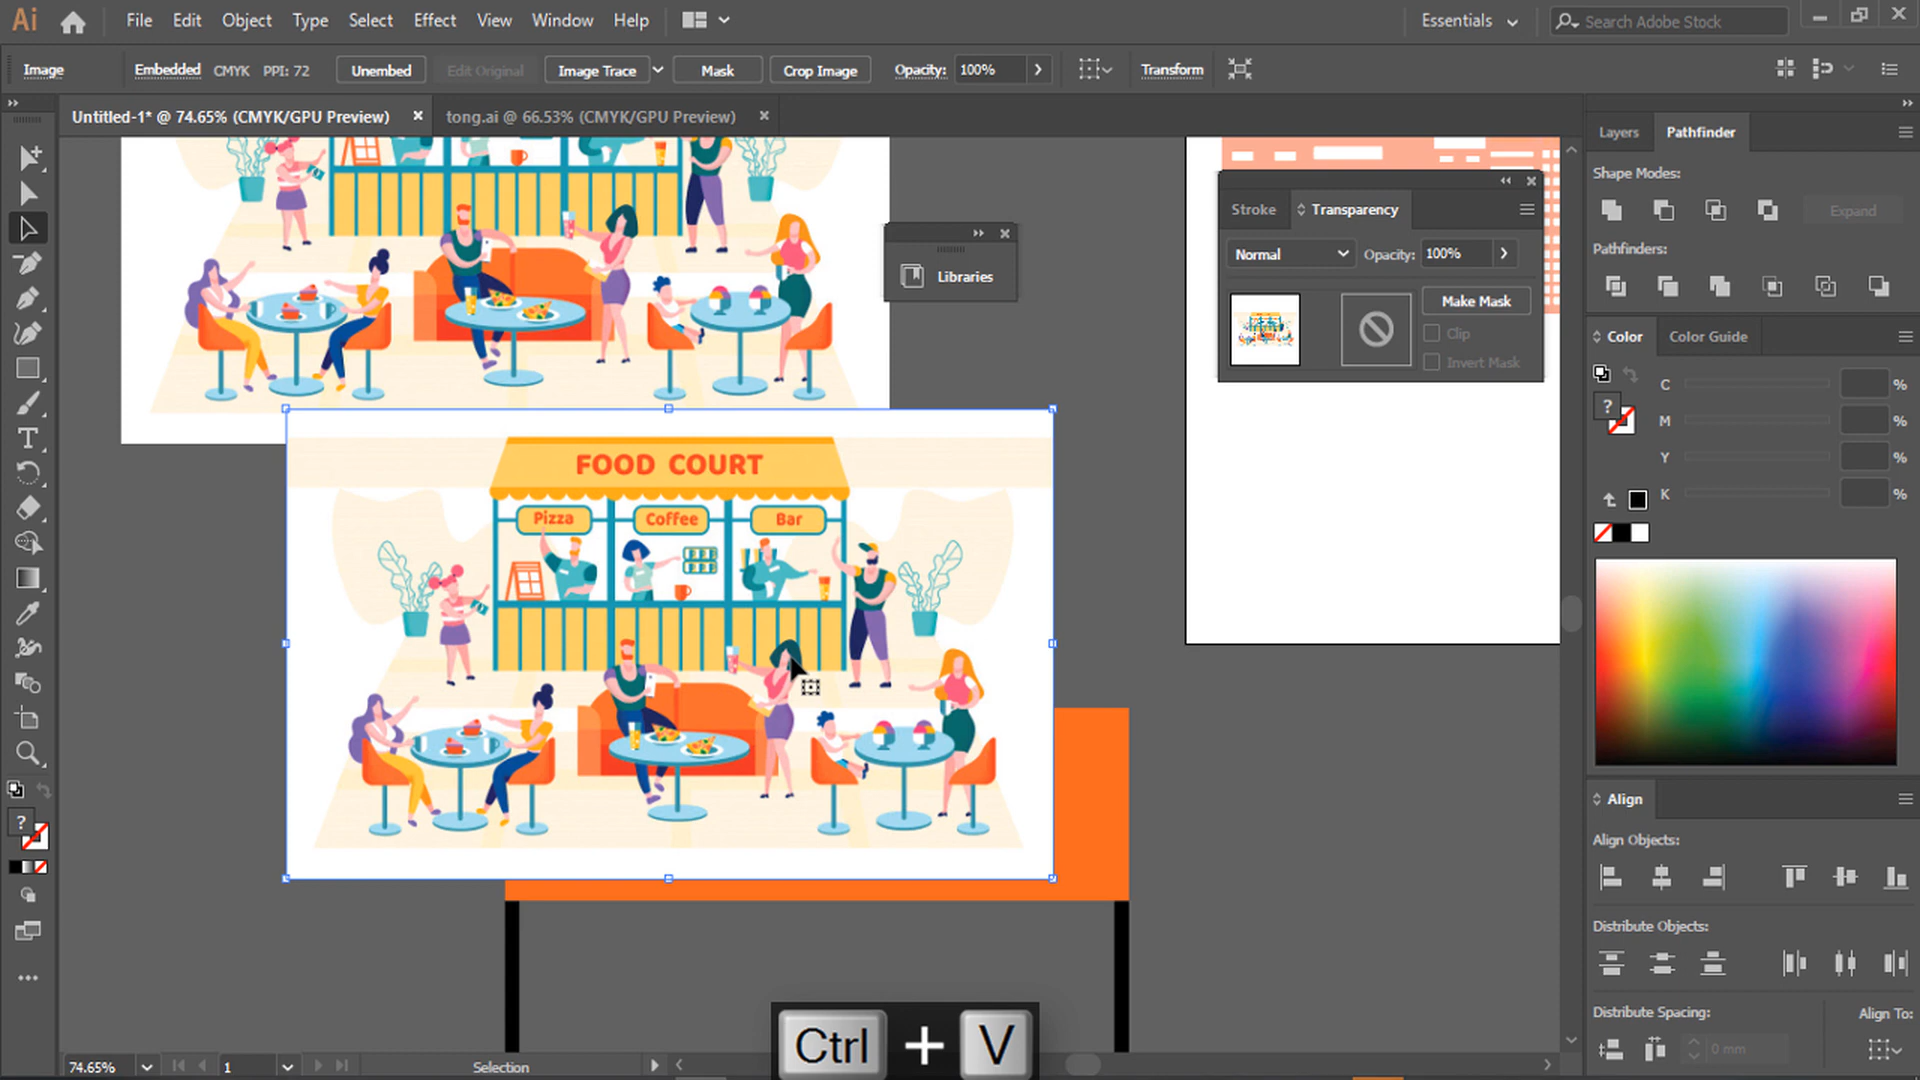 Ai File Edit Object Type Select Effect View Window Help Essentials Search Adobe Stock
Image Embedded CMYK PPI: 72 Unembed Edit Original Image Trace Mask Crop Image Opacity: 100% Transform
Untitled-1* @ 74.65% (CMYK/GPU Preview) × tong.ai @ 66.53% (CMYK/GPU Preview) ×
Layers Pathfinder
Shape Modes:
Expand
Pathfinders:
Stroke Transparency
Normal Opacity: 100%
Make Mask
Clip
Invert Mask
Libraries
Color Color Guide
C %
M %
Y %
K %
?
FOOD COURT
Pizza Coffee Bar
Align
Align Objects:
Distribute Objects:
Distribute Spacing: Align To:
0 mm
?
T
Ctrl + V
74.65% 1 Selection